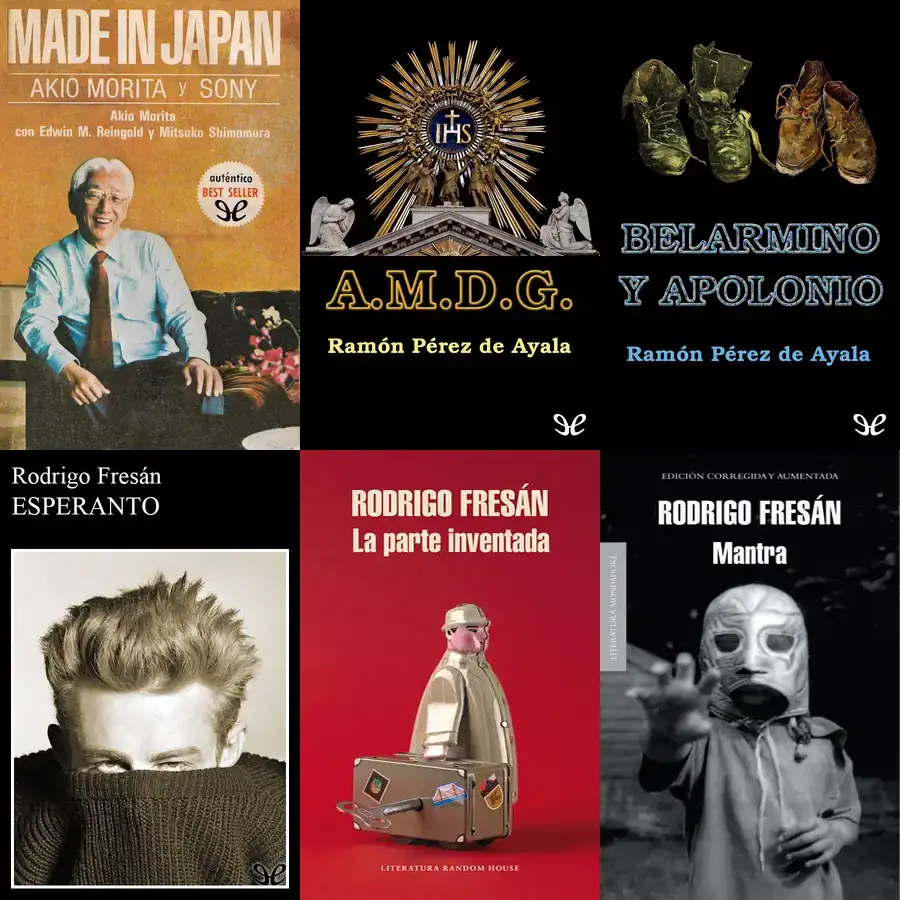 MADE IN JAPAN
AKIO MORITA y SONY
Akio Morita
con Edwin M. Reingold y Mitsuko Shimomura
auténtico
BEST SELLER
IHS
A.M.D.G.
Ramón Pérez de Ayala
BELARMINO
Y APOLONIO
Ramón Pérez de Ayala
Rodrigo Fresán
ESPERANTO
RODRIGO FRESÁN
La parte inventada
LITERATURA RANDOM HOUSE
EDICIÓN CORREGIDA Y AUMENTADA
RODRIGO FRESÁN
Mantra
LITERATURA MONDADORI